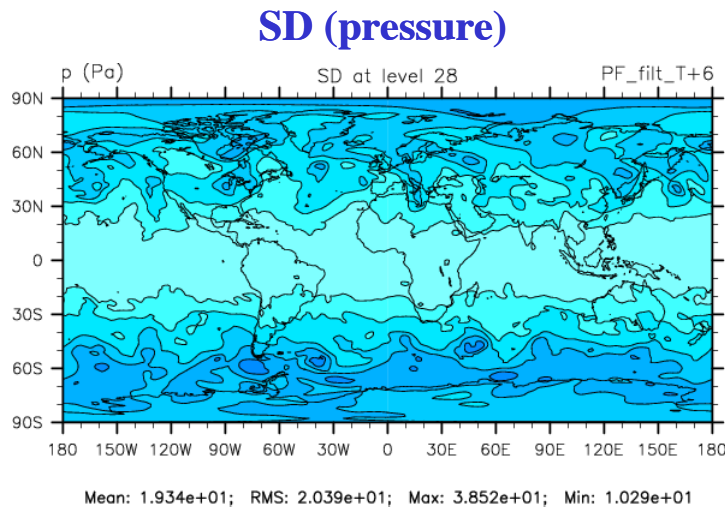 SD (pressure)
p (Pa) SD at level 28 PF_filt_T+6
90N
60N
30N
0
30S
60S
90S
180 150W 120W 90W 60W 30W 0 30E 60E 90E 120E 150E 180
Mean: 1.934e+01; RMS: 2.039e+01; Max: 3.852e+01; Min: 1.029e+01